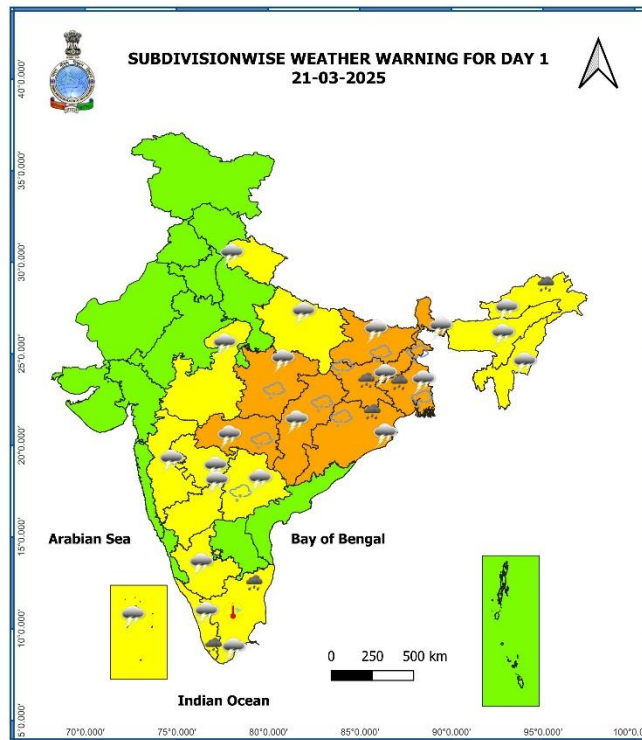 SUBDIVISIONWISE WEATHER WARNING FOR DAY 1
21-03-2025
40°0.000'
35°0.000'
30°0.000'
25°0.000'
20°0.000'
15°0.000'
10°0.000'
5°0.000'
Arabian Sea
Bay of Bengal
0 250 500 km
Indian Ocean
70°0.000' 75°0.000' 80°0.000' 85°0.000' 90°0.000' 95°0.000' 100°0.0